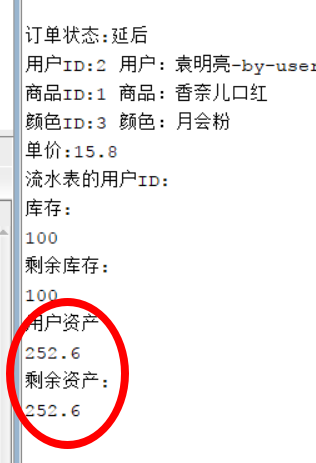 订单状态:延后
用户ID:2 用户：袁明亮-by-user
商品ID:1 商品：香奈儿口红
颜色ID:3 颜色：月会粉
单价:15.8
流水表的用户ID:
库存:
100
剩余库存:
100
用户资产
252.6
剩余资产:
252.6